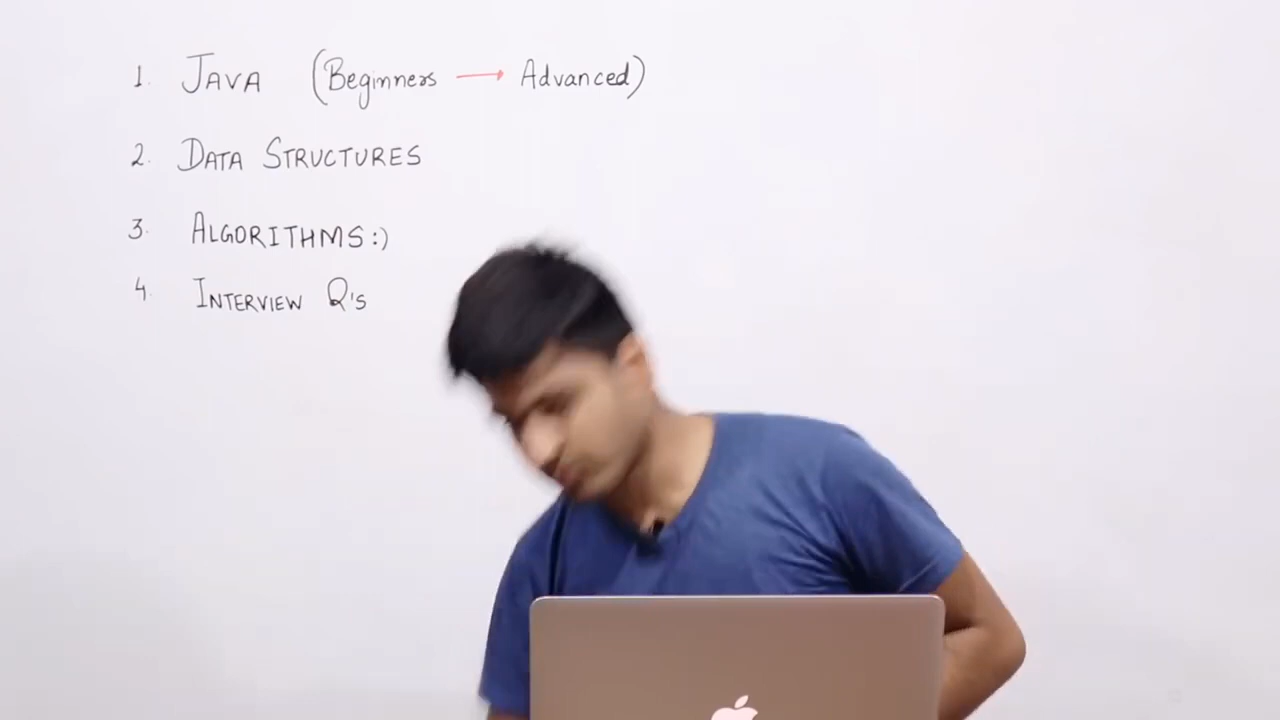 1. JAVA (Beginners → Advanced)
2. DATA STRUCTURES
3. ALGORITHMS:)
4. INTERVIEW Q's